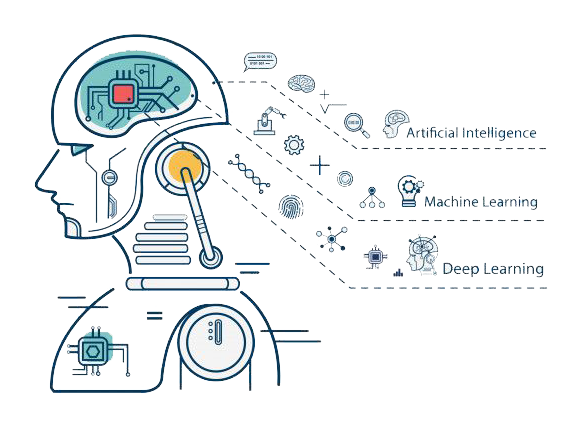 Artificial Intelligence
Machine Learning
Deep Learning